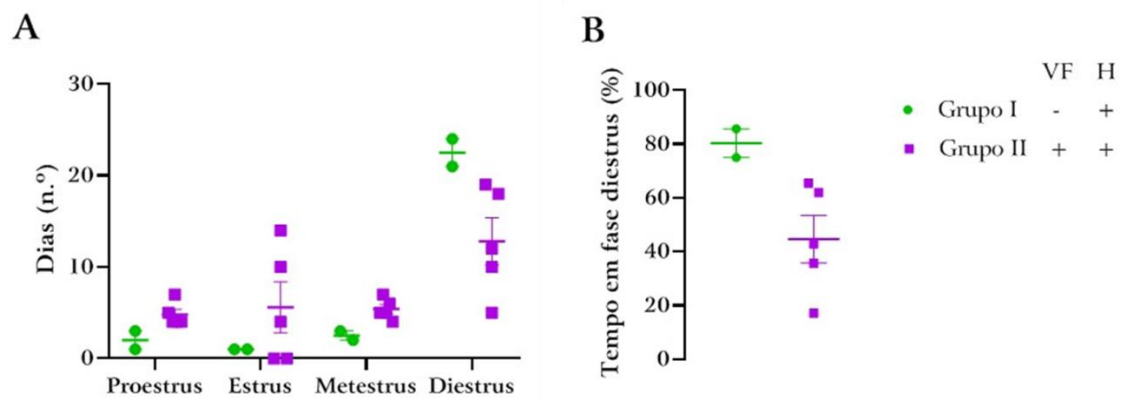 A
Dias (n.º)
30
20
10
0
Proestrus Estrus Metestrus Diestrus
B
Tempo em fase diestrus (%)
100
80
60
40
20
0
VF H
Grupo I - +
Grupo II + +